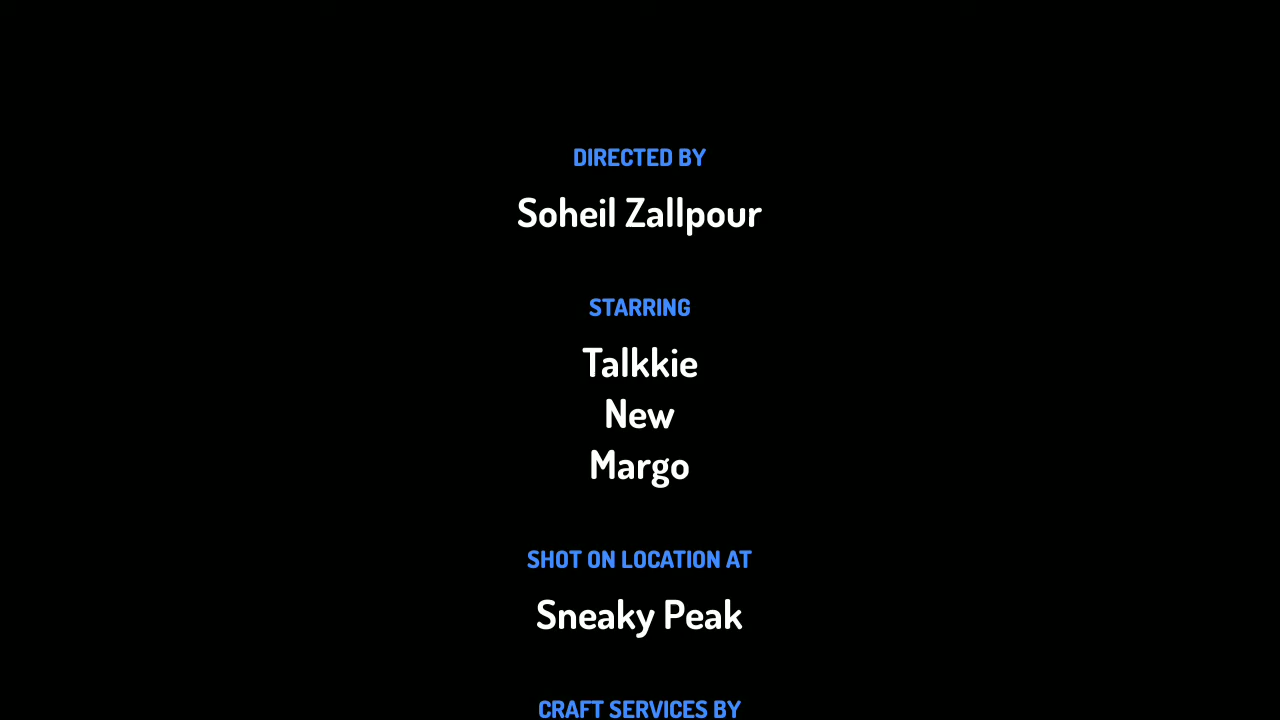 DIRECTED BY
Soheil Zallpour
STARRING
Talkkie
New
Margo
SHOT ON LOCATION AT
Sneaky Peak
CRAFT SERVICES BY